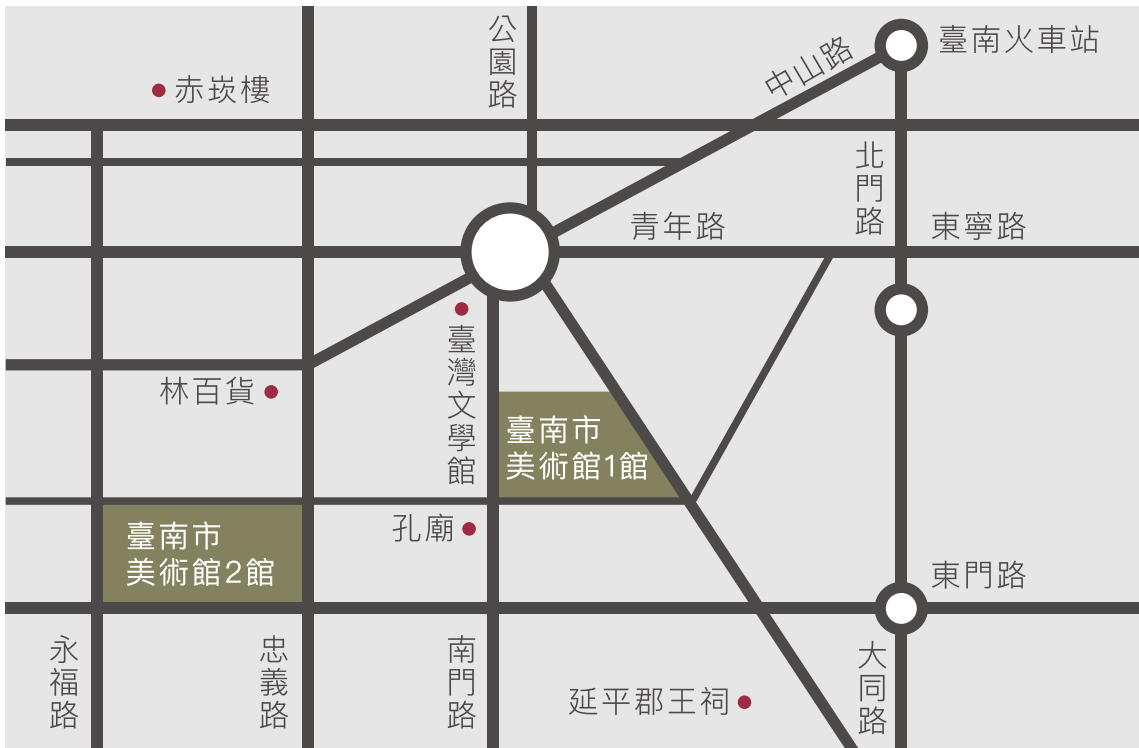 公園路
臺南火車站
中山路
赤崁樓
北門路
青年路
東寧路
臺灣文學館
林百貨
臺南市
美術館1館
孔廟
臺南市
美術館2館
東門路
永福路
忠義路
南門路
大同路
延平郡王祠